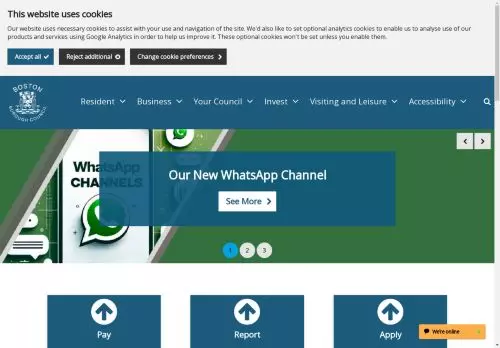 This website uses cookies
Our website uses necessary cookies to assist with your use and navigation of the site. We'd also like to set optional analytics cookies to enable us to analyse use of our
products and services using Google Analytics in order to help us improve it. These optional cookies won't be set unless you enable them.
Accept all
Reject additional
Change cookie preferences
BOSTON
BOROUGH COUNCIL
Resident
Business
Your Council
Invest
Visiting and Leisure
Accessibility
WhatsApp
CHANNELS
WHATSAPP
Our New WhatsApp Channel
See More
1
2
3
Pay
Report
Apply
We're online